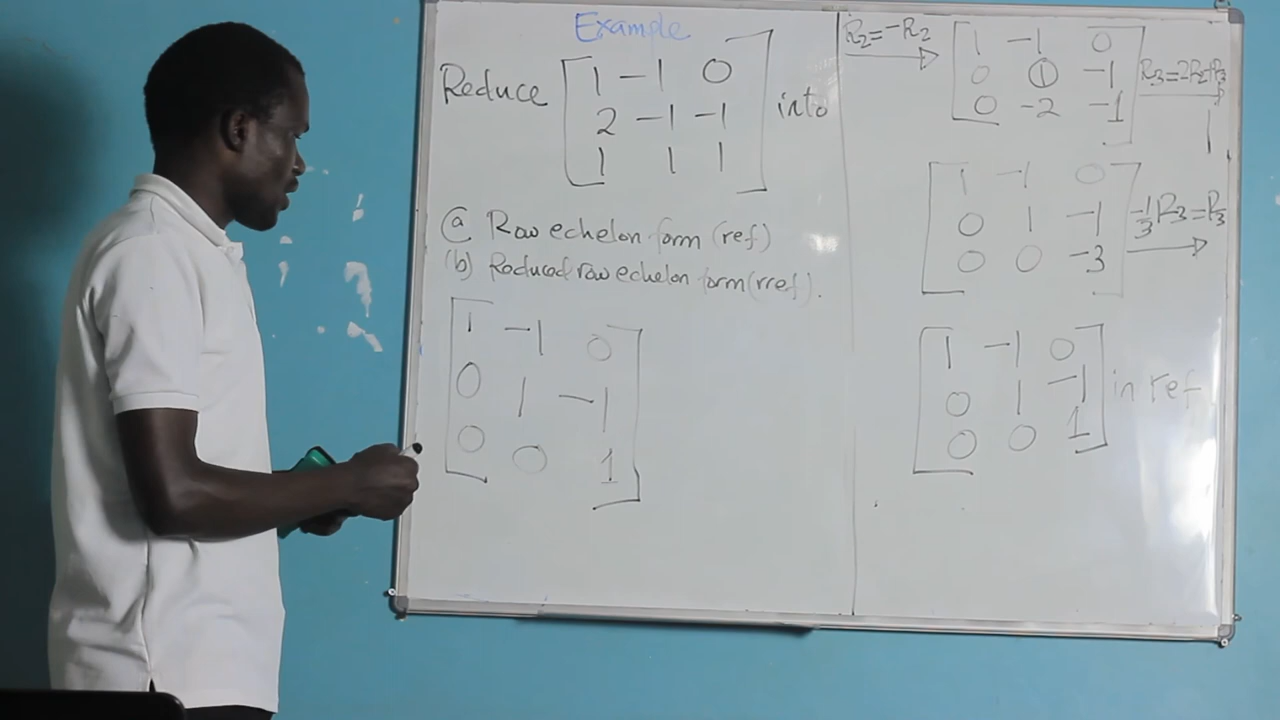 Example
Reduce [1 -1 0
2 -1 -1
1 1 1] into
(a) Row echelon form (ref)
(b) Reduced row echelon form (rref).
[1 -1 0
0 1 -1
0 0 1]
R2=-R2
[1 -1 0
0 1 -1
0 -2 -1] R3=2R2+R3
[1 -1 0
0 1 -1
0 0 -3] -1/3R3=R3
[1 -1 0
0 1 -1
0 0 1] in ref